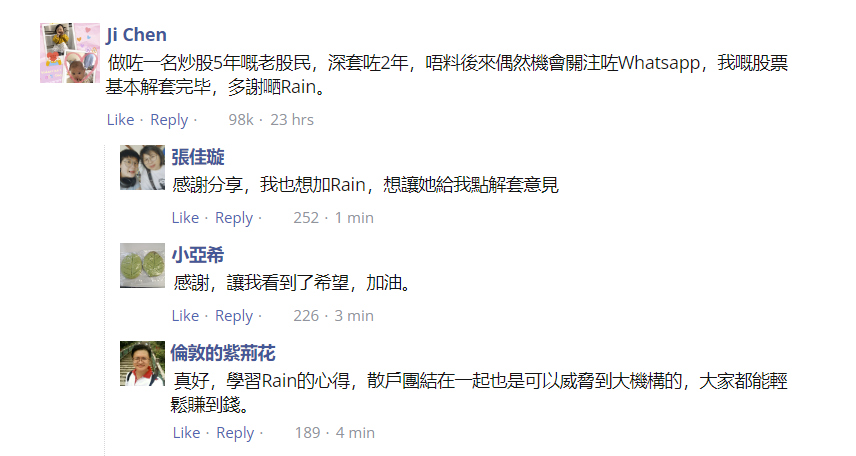 Ji Chen
做咗一名炒股5年嘅老股民，深套咗2年，唔料後來偶然機會關注咗Whatsapp，我嘅股票
基本解套完毕，多謝晒Rain。
Like · Reply · 98k · 23 hrs
張佳璇
感謝分享，我也想加Rain，想讓她給我點解套意見
Like · Reply · 252 · 1 min
小亞希
感謝，讓我看到了希望，加油。
Like · Reply · 226 · 3 min
倫敦的紫荊花
真好，學習Rain的心得，散戶團結在一起也是可以威脅到大機構的，大家都能輕
鬆賺到錢。
Like · Reply · 189 · 4 min